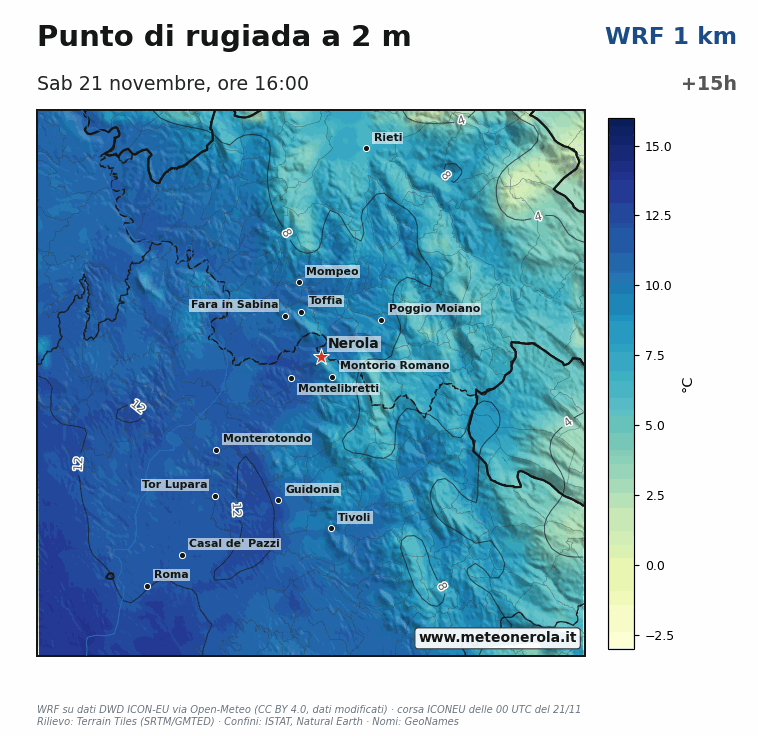 Punto di rugiada a 2 m
WRF 1 km
Sab 21 novembre, ore 16:00
+15h
4
Rieti
8
4
8
Mompeo
Fara in Sabina
Toffia
Poggio Moiano
Nerola
Montorio Romano
Montelibretti
12
4
Monterotondo
12
Tor Lupara
Guidonia
12
Tivoli
Casal de' Pazzi
Roma
8
www.meteonerola.it
15.0
12.5
10.0
7.5
5.0
2.5
0.0
−2.5
°C
WRF su dati DWD ICON-EU via Open-Meteo (CC BY 4.0, dati modificati) · corsa ICONEU delle 00 UTC del 21/11
Rilievo: Terrain Tiles (SRTM/GMTED) · Confini: ISTAT, Natural Earth · Nomi: GeoNames